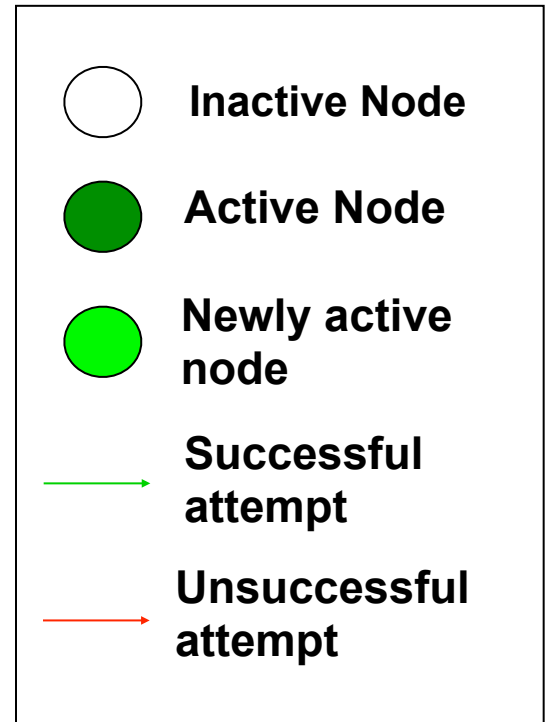 Inactive Node
Active Node
Newly active
node
Successful
attempt
Unsuccessful
attempt